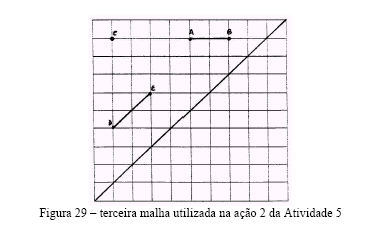 C A B
E
D
Figura 29 – terceira malha utilizada na ação 2 da Atividade 5